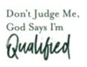 Don't Judge Me,
God Says I'm
Qualified